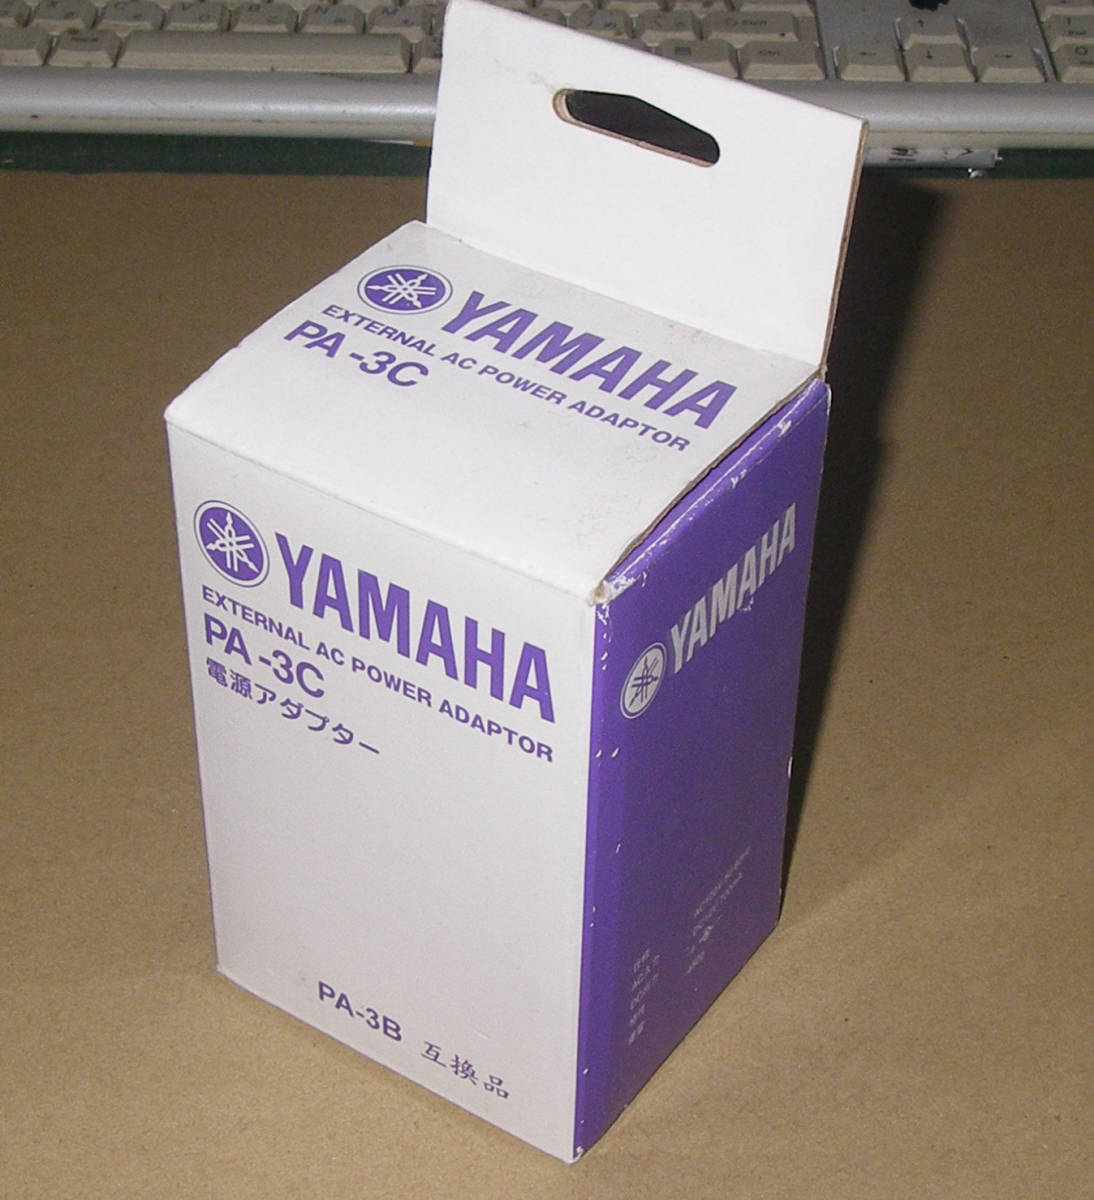 YAMAHA
EXTERNAL AC POWER ADAPTOR
PA-3C
YAMAHA
EXTERNAL AC POWER ADAPTOR
PA-3C
電源アダプター
PA-3B 互換品
YAMAHA